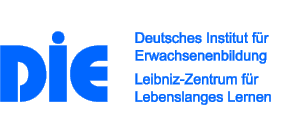 DIE
Deutsches Institut für
Erwachsenenbildung
Leibniz-Zentrum für
Lebenslanges Lernen